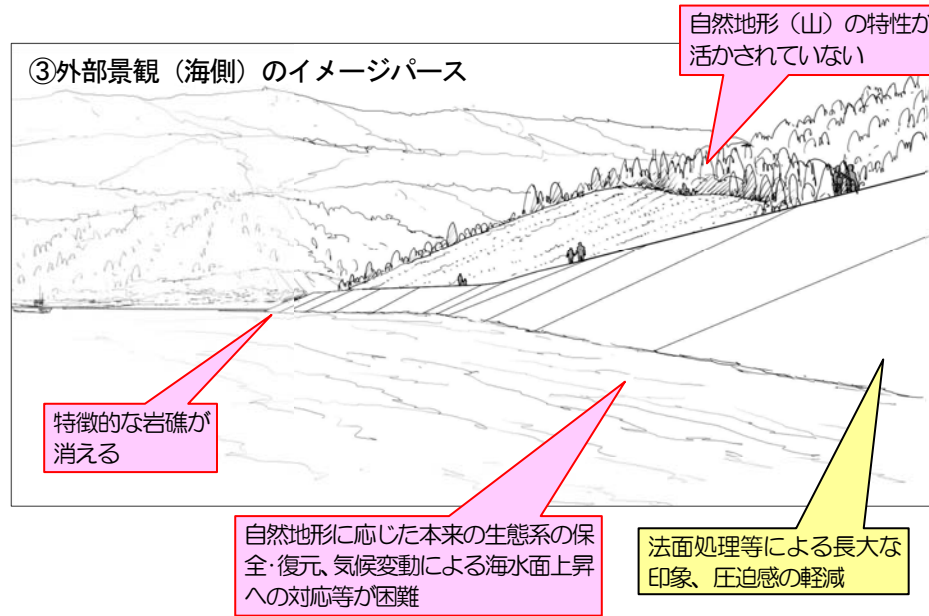 自然地形（山）の特性が
活かされていない
③外部景観（海側）のイメージパース
特徴的な岩礁が
消える
自然地形に応じた本来の生態系の保
全・復元、気候変動による海水面上昇
への対応等が困難
法面処理等による長大な
印象、圧迫感の軽減